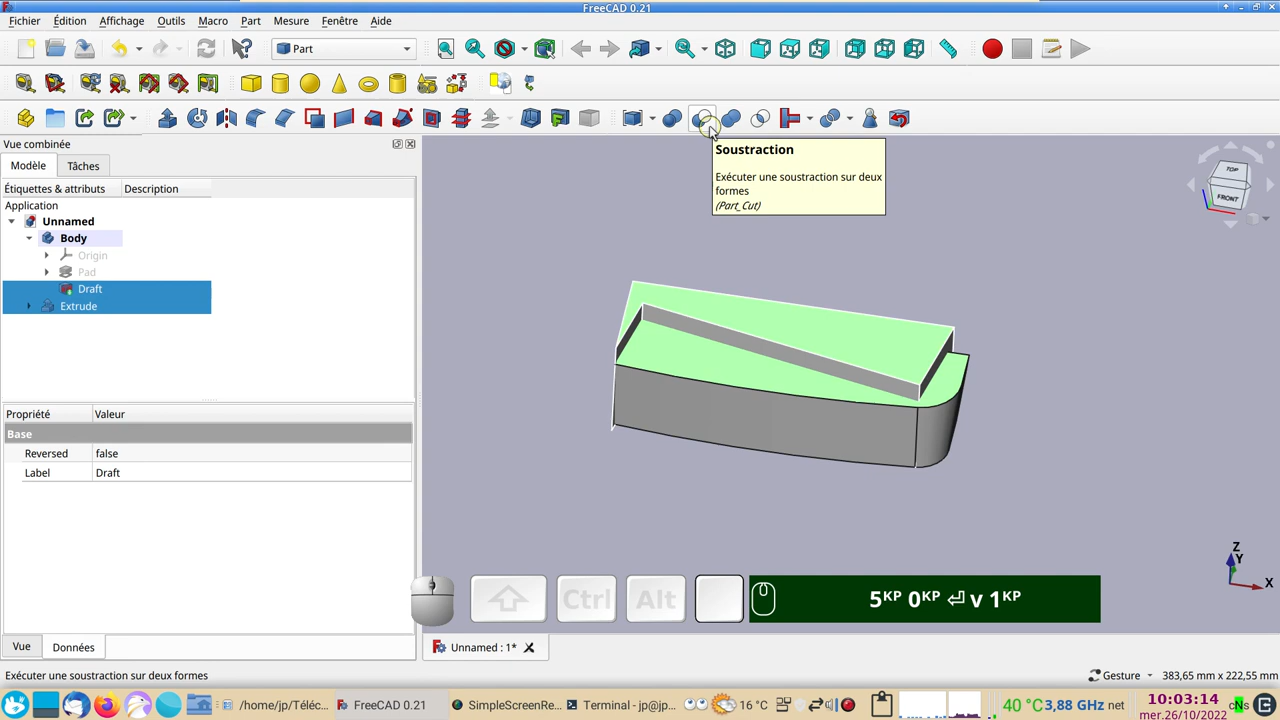 FreeCAD 0.21
Fichier Édition Affichage Outils Macro Part Mesure Fenêtre Aide
Part
Vue combinée
Modèle Tâches
Étiquettes & attributs Description
Application
Unnamed
Body
Origin
Pad
Draft
Extrude
Soustraction
Exécuter une soustraction sur deux
formes
(Part_Cut)
TOP
FRONT
Propriété Valeur
Base
Reversed false
Label Draft
Z
Y
X
Ctrl Alt
5KP 0KP ⏎ v 1KP
Vue Données
Unnamed : 1*
Exécuter une soustraction sur deux formes
Gesture 383,65 mm x 222,55 mm
/home/jp/Téléc... FreeCAD 0.21 SimpleScreenRe... Terminal - jp@jp... 16 °C 40 °C 3,88 GHz net 10:03:14
mer.26/10/2022
cNs